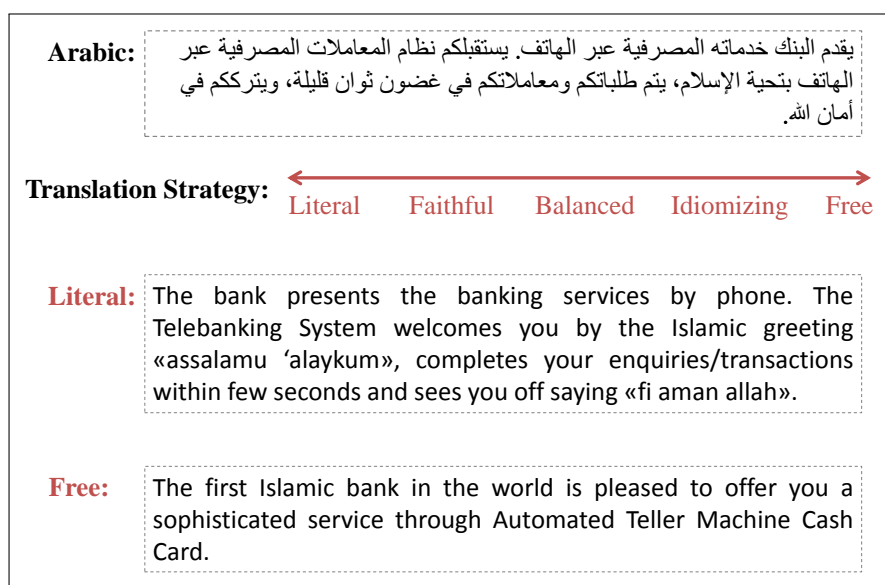 Arabic:
يقدم البنك خدماته المصرفية عبر الهاتف. يستقبلكم نظام المعاملات المصرفية عبر
الهاتف بتحية الإسلام، يتم طلباتكم ومعاملاتكم في غضون ثوان قليلة، ويترككم في
أمان الله.
Translation Strategy:
Literal Faithful Balanced Idiomizing Free
Literal:
The bank presents the banking services by phone. The
Telebanking System welcomes you by the Islamic greeting
«assalamu ‘alaykum», completes your enquiries/transactions
within few seconds and sees you off saying «fi aman allah».
Free:
The first Islamic bank in the world is pleased to offer you a
sophisticated service through Automated Teller Machine Cash
Card.